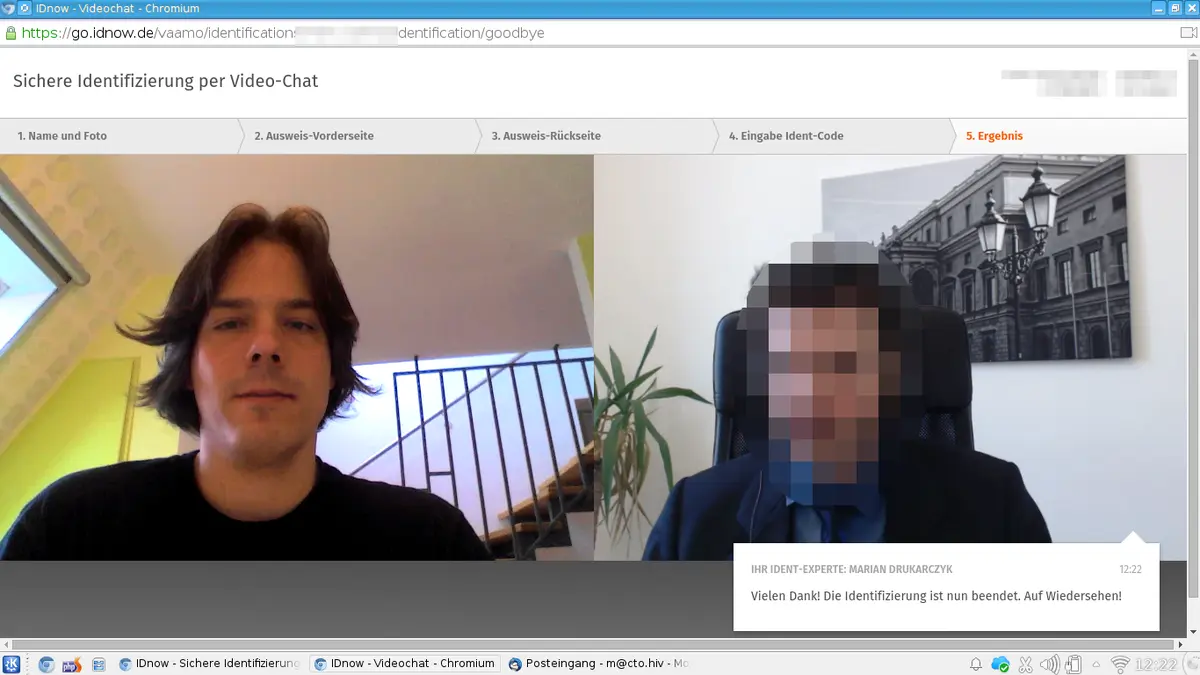 IDnow - Videochat - Chromium
https://go.idnow.de/vaamo/identifications dentification/goodbye
Sichere Identifizierung per Video-Chat
1. Name und Foto
2. Ausweis-Vorderseite
3. Ausweis-Rückseite
4. Eingabe Ident-Code
5. Ergebnis
IHR IDENT-EXPERTE: MARIAN DRUKARCZYK 12:22
Vielen Dank! Die Identifizierung ist nun beendet. Auf Wiedersehen!
IDnow - Sichere Identifizierung
IDnow - Videochat - Chromium
Posteingang - m@cto.hiv - Mo
12:22